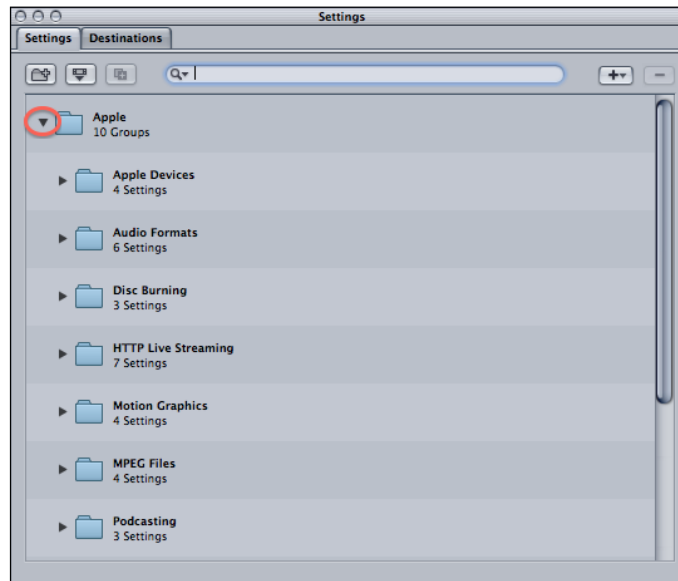 Settings
Settings Destinations
Apple
10 Groups
Apple Devices
4 Settings
Audio Formats
6 Settings
Disc Burning
3 Settings
HTTP Live Streaming
7 Settings
Motion Graphics
4 Settings
MPEG Files
4 Settings
Podcasting
3 Settings